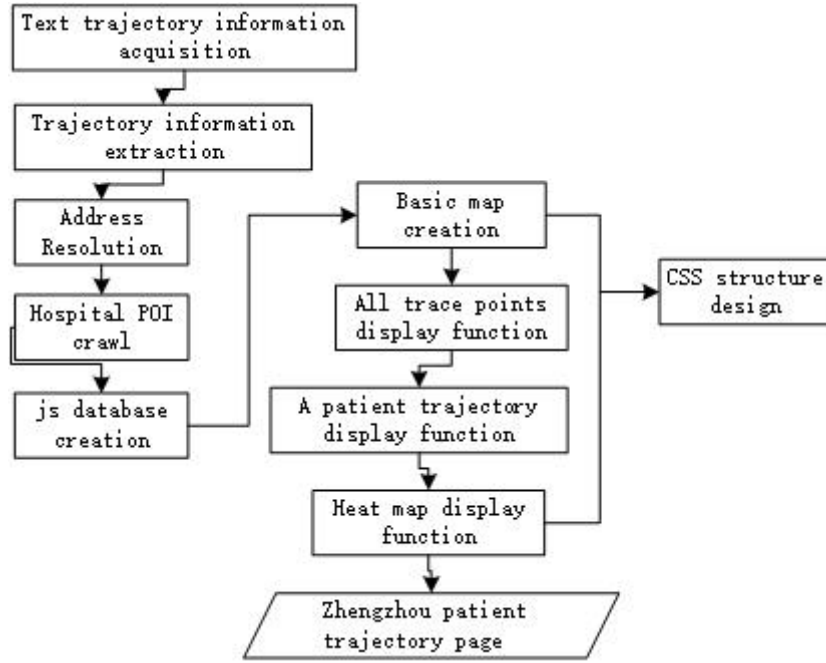 Text trajectory information
acquisition
Trajectory information
extraction
Address
Resolution
Hospital POI
crawl
js database
creation
Basic map
creation
All trace points
display function
A patient trajectory
display function
Heat map display
function
Zhengzhou patient
trajectory page
CSS structure
design